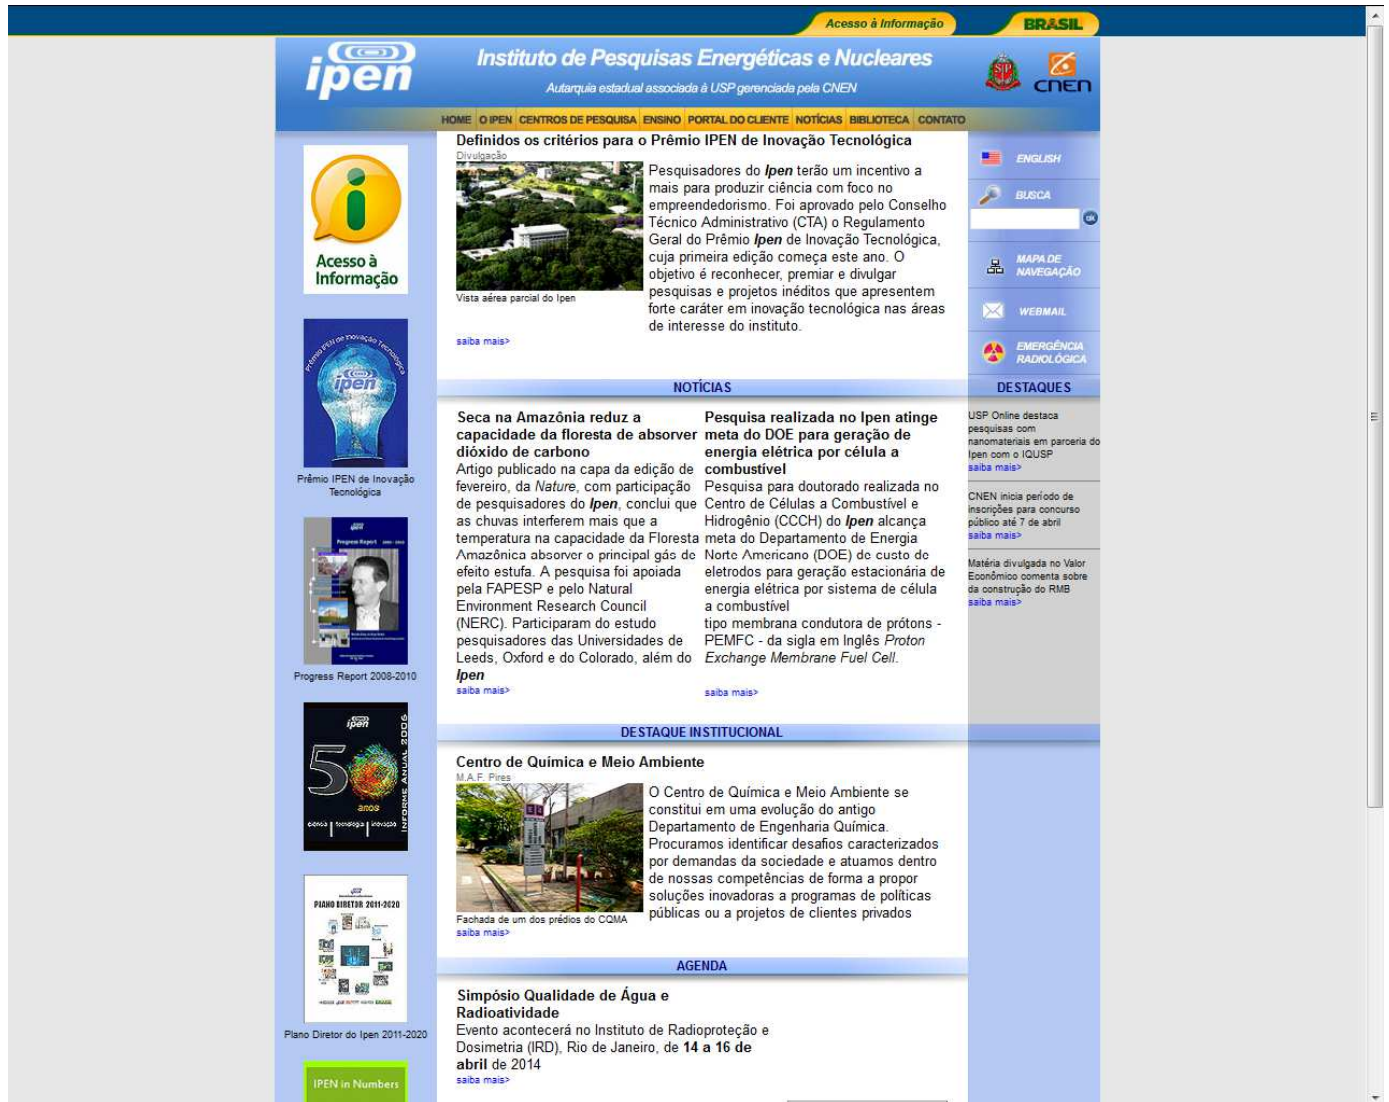 Acesso à Informação
BRASIL
ipen
Instituto de Pesquisas Energéticas e Nucleares
Autarquia estadual associada à USP gerenciada pela CNEN
CNEN
HOME O IPEN CENTROS DE PESQUISA ENSINO PORTAL DO CLIENTE NOTÍCIAS BIBLIOTECA CONTATO
Acesso à
Informação
Prêmio IPEN de Inovação Tecnológica
ipen
Prêmio IPEN de Inovação
Tecnológica
ipen
Progress Report 2008-2010
ipen
50
anos
ciência tecnologia inovação
INFORME ANUAL 2006
PLANO DIRETOR 2011-2020
Plano Diretor do Ipen 2011-2020
IPEN in Numbers
Definidos os critérios para o Prêmio IPEN de Inovação Tecnológica
Divulgação
Vista aérea parcial do Ipen
Pesquisadores do Ipen terão um incentivo a
mais para produzir ciência com foco no
empreendedorismo. Foi aprovado pelo Conselho
Técnico Administrativo (CTA) o Regulamento
Geral do Prêmio Ipen de Inovação Tecnológica,
cuja primeira edição começa este ano. O
objetivo é reconhecer, premiar e divulgar
pesquisas e projetos inéditos que apresentem
forte caráter em inovação tecnológica nas áreas
de interesse do instituto.
saiba mais>
NOTÍCIAS
Seca na Amazônia reduz a
capacidade da floresta de absorver
dióxido de carbono
Artigo publicado na capa da edição de
fevereiro, da Nature, com participação
de pesquisadores do Ipen, conclui que
as chuvas interferem mais que a
temperatura na capacidade da Floresta
Amazônica absorver o principal gás de
efeito estufa. A pesquisa foi apoiada
pela FAPESP e pelo Natural
Environment Research Council
(NERC). Participaram do estudo
pesquisadores das Universidades de
Leeds, Oxford e do Colorado, além do
Ipen
saiba mais>
Pesquisa realizada no Ipen atinge
meta do DOE para geração de
energia elétrica por célula a
combustível
Pesquisa para doutorado realizada no
Centro de Células a Combustível e
Hidrogênio (CCCH) do Ipen alcança
meta do Departamento de Energia
Norte Americano (DOE) de custo de
eletrodos para geração estacionária de
energia elétrica por sistema de célula
a combustível
tipo membrana condutora de prótons -
PEMFC - da sigla em Inglês Proton
Exchange Membrane Fuel Cell.
saiba mais>
DESTAQUE INSTITUCIONAL
Centro de Química e Meio Ambiente
M.A.F. Pires
Fachada de um dos prédios do CQMA
O Centro de Química e Meio Ambiente se
constitui em uma evolução do antigo
Departamento de Engenharia Química.
Procuramos identificar desafios caracterizados
por demandas da sociedade e atuamos dentro
de nossas competências de forma a propor
soluções inovadoras a programas de políticas
públicas ou a projetos de clientes privados
saiba mais>
AGENDA
Simpósio Qualidade de Água e
Radioatividade
Evento acontecerá no Instituto de Radioproteção e
Dosimetria (IRD), Rio de Janeiro, de 14 a 16 de
abril de 2014
saiba mais>
ENGLISH
BUSCA
ok
MAPA DE
NAVEGAÇÃO
WEBMAIL
EMERGÊNCIA
RADIOLÓGICA
DESTAQUES
USP Online destaca
pesquisas com
nanomateriais em parceria do
Ipen com o IQUSP
saiba mais>
CNEN inicia período de
inscrições para concurso
público até 7 de abril
saiba mais>
Matéria divulgada no Valor
Econômico comenta sobre
da construção do RMB
saiba mais>